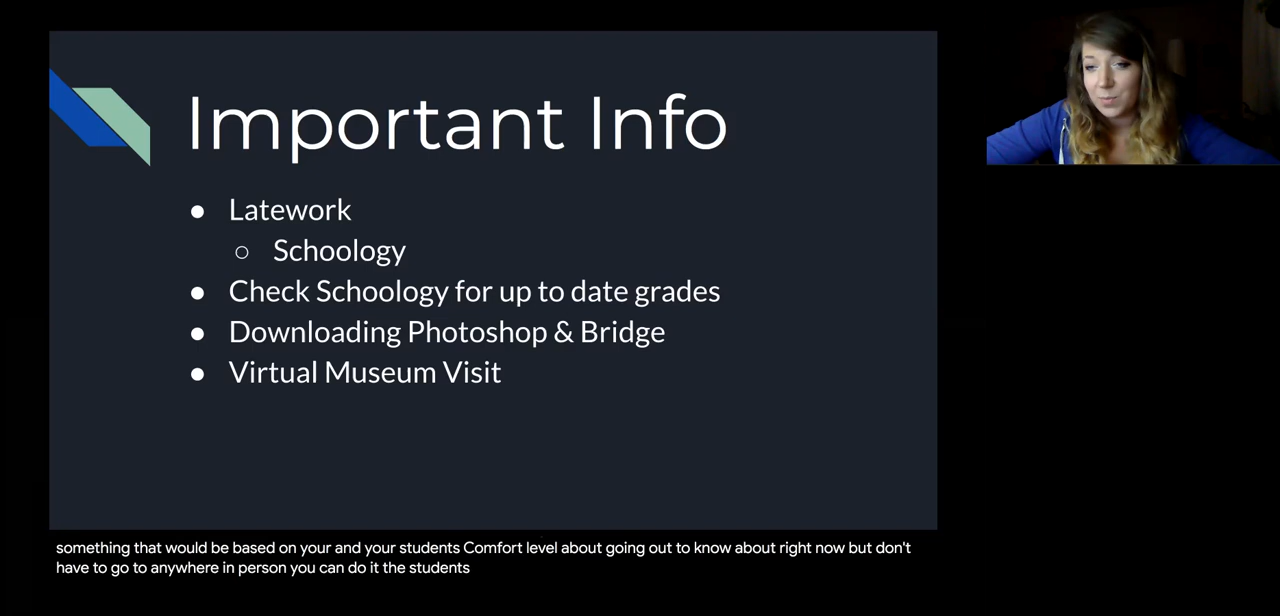 Important Info
● Latework
○ Schoology
● Check Schoology for up to date grades
● Downloading Photoshop & Bridge
● Virtual Museum Visit
something that would be based on your and your students Comfort level about going out to know about right now but don't
have to go to anywhere in person you can do it the students